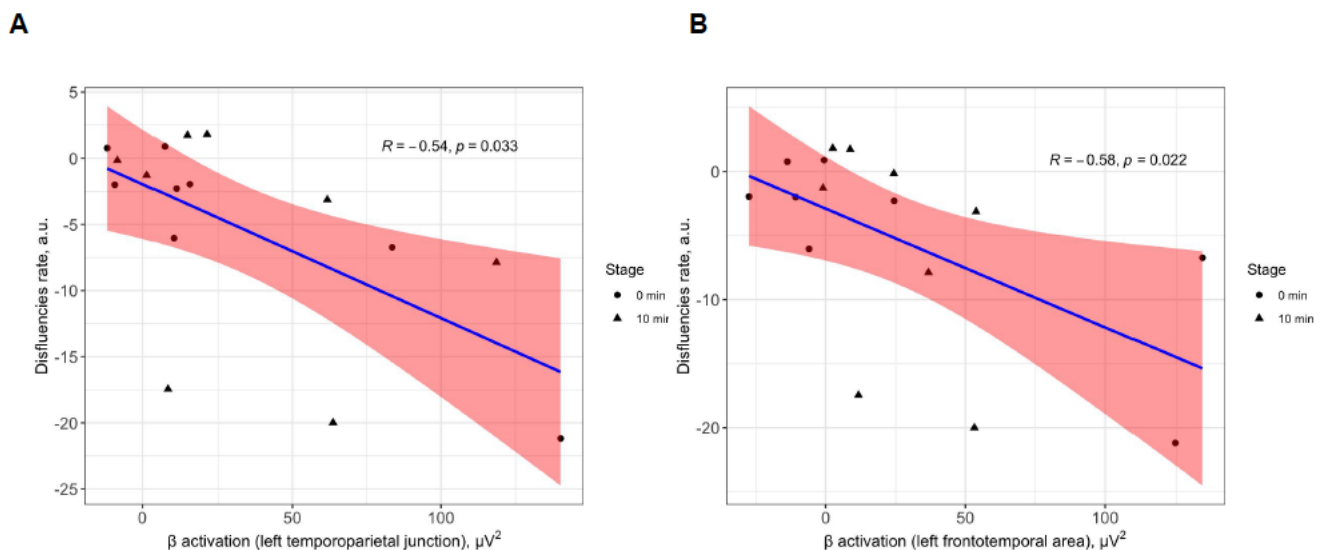 A
B
5
0
-5
-10
-15
-20
-25
Disfluencies rate, a.u.
R = −0.54, p = 0.033
0
50
100
β activation (left temporoparietal junction), µV²
Stage
0 min
10 min
0
-10
-20
Disfluencies rate, a.u.
R = −0.58, p = 0.022
0
50
100
β activation (left frontotemporal area), µV²
Stage
0 min
10 min